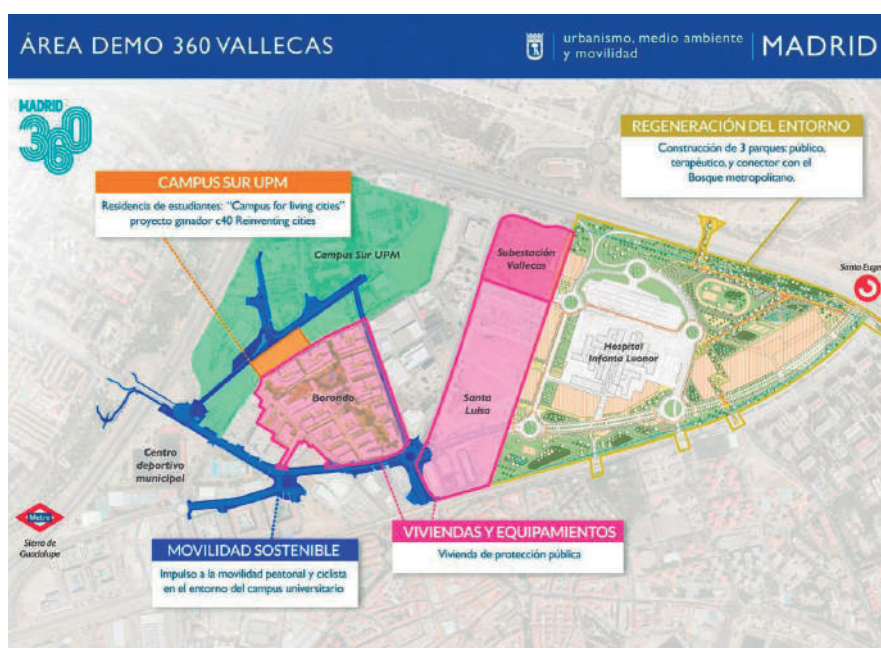 ÁREA DEMO 360 VALLECAS
urbanismo, medio ambiente
y movilidad
MADRID
MADRID
360
REGENERACIÓN DEL ENTORNO
Construcción de 3 parques: público,
terapéutico, y conector con el
Bosque metropolitano.
CAMPUS SUR UPM
Residencia de estudiantes: "Campus for living cities"
proyecto ganador c40 Reinventing cities
Campus Sur UPM
Subestación
Vallecas
Santa Eugen
Hospital
Infanta Leonor
Borondo
Santa
Luisa
Centro
deportivo
municipal
Metro
Sierra de
Guadalupe
MOVILIDAD SOSTENIBLE
Impulso a la movilidad peatonal y ciclista
en el entorno del campus universitario
VIVIENDAS Y EQUIPAMIENTOS
Vivienda de protección pública